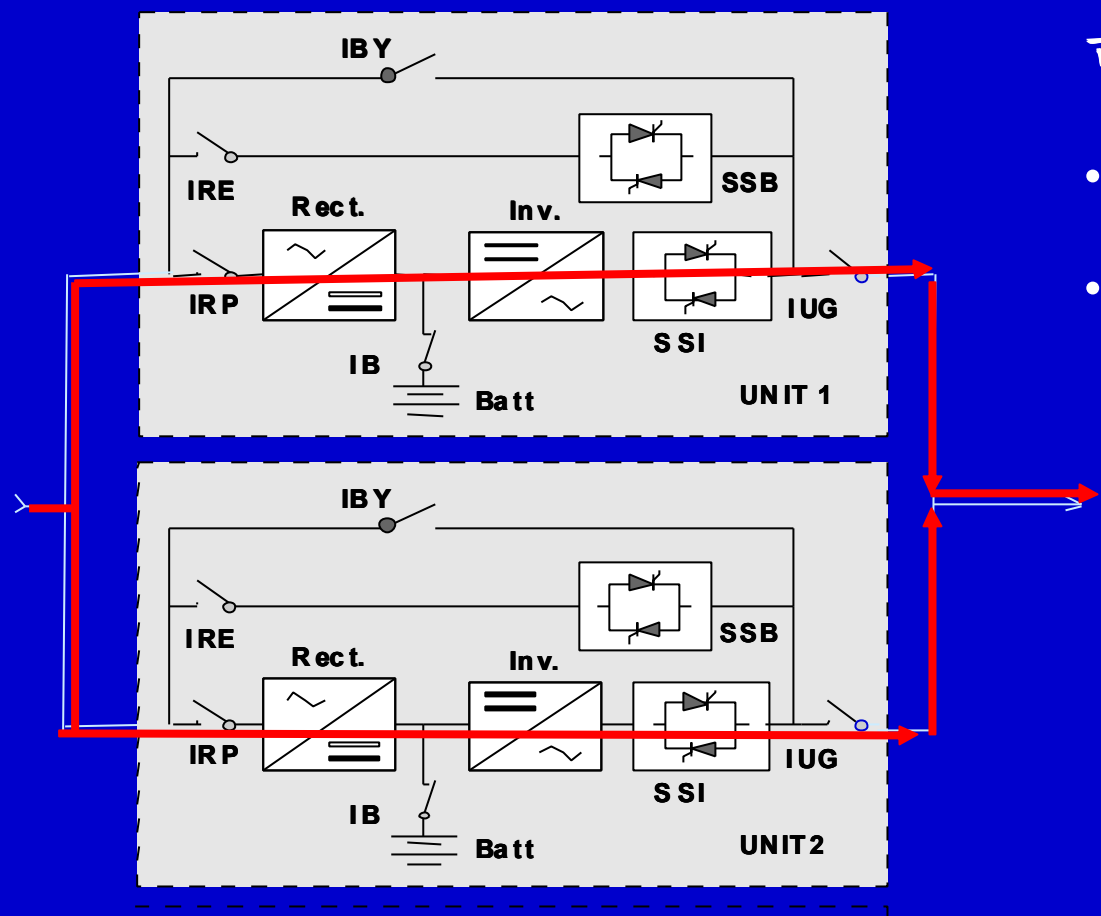 IBY
IRE
SSB
Rect.
Inv.
IRP
IUG
SSI
IB
Batt
UNIT 1
IBY
IRE
SSB
Rect.
Inv.
IRP
IUG
SSI
IB
Batt
UNIT2